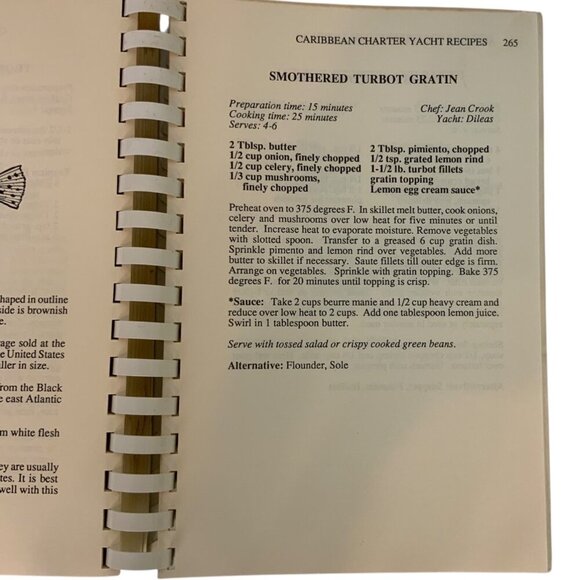 haped in outline
side is brownish
e.
age sold at the
e United States
ller in size.
rom the Black
e east Atlantic
m white flesh
ey are usually
tes. It is best
well with this
CARIBBEAN CHARTER YACHT RECIPES 265
SMOTHERED TURBOT GRATIN
Preparation time: 15 minutes Chef: Jean Crook
Cooking time: 25 minutes Yacht: Dileas
Serves: 4-6
2 Tblsp. butter 2 Tblsp. pimiento, chopped
1/2 cup onion, finely chopped 1/2 tsp. grated lemon rind
1/2 cup celery, finely chopped 1-1/2 lb. turbot fillets
1/3 cup mushrooms, gratin topping
finely chopped Lemon egg cream sauce*
Preheat oven to 375 degrees F. In skillet melt butter, cook onions,
celery and mushrooms over low heat for five minutes or until
tender. Increase heat to evaporate moisture. Remove vegetables
with slotted spoon. Transfer to a greased 6 cup gratin dish.
Sprinkle pimento and lemon rind over vegetables. Add more
butter to skillet if necessary. Saute fillets till outer edge is firm.
Arrange on vegetables. Sprinkle with gratin topping. Bake 375
degrees F. for 20 minutes until topping is crisp.
*Sauce: Take 2 cups beurre manie and 1/2 cup heavy cream and
reduce over low heat to 2 cups. Add one tablespoon lemon juice.
Swirl in 1 tablespoon butter.
Serve with tossed salad or crispy cooked green beans.
Alternative: Flounder, Sole